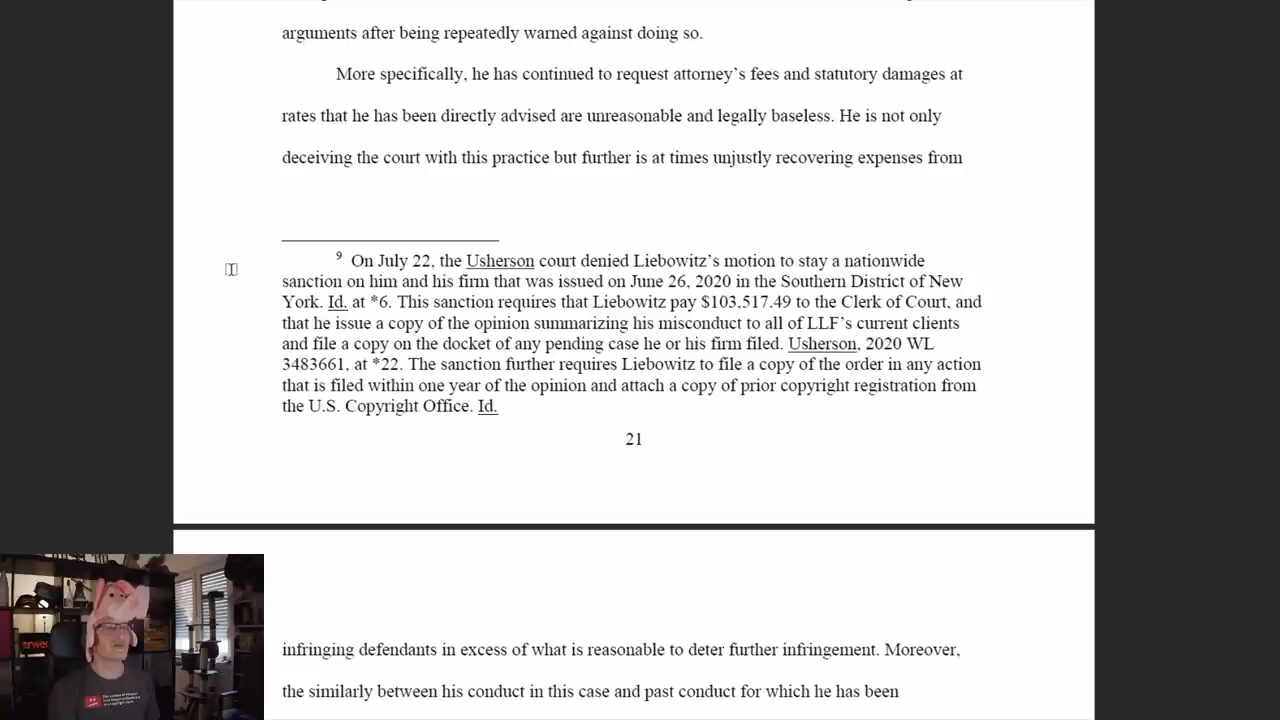 arguments after being repeatedly warned against doing so.
More specifically, he has continued to request attorney's fees and statutory damages at
rates that he has been directly advised are unreasonable and legally baseless. He is not only
deceiving the court with this practice but further is at times unjustly recovering expenses from
9 On July 22, the Usherson court denied Liebowitz's motion to stay a nationwide
sanction on him and his firm that was issued on June 26, 2020 in the Southern District of New
York. Id. at *6. This sanction requires that Liebowitz pay $103,517.49 to the Clerk of Court, and
that he issue a copy of the opinion summarizing his misconduct to all of LLF's current clients
and file a copy on the docket of any pending case he or his firm filed. Usherson, 2020 WL
3483661, at *22. The sanction further requires Liebowitz to file a copy of the order in any action
that is filed within one year of the opinion and attach a copy of prior copyright registration from
the U.S. Copyright Office. Id.
21
infringing defendants in excess of what is reasonable to deter further infringement. Moreover,
the similarly between his conduct in this case and past conduct for which he has been